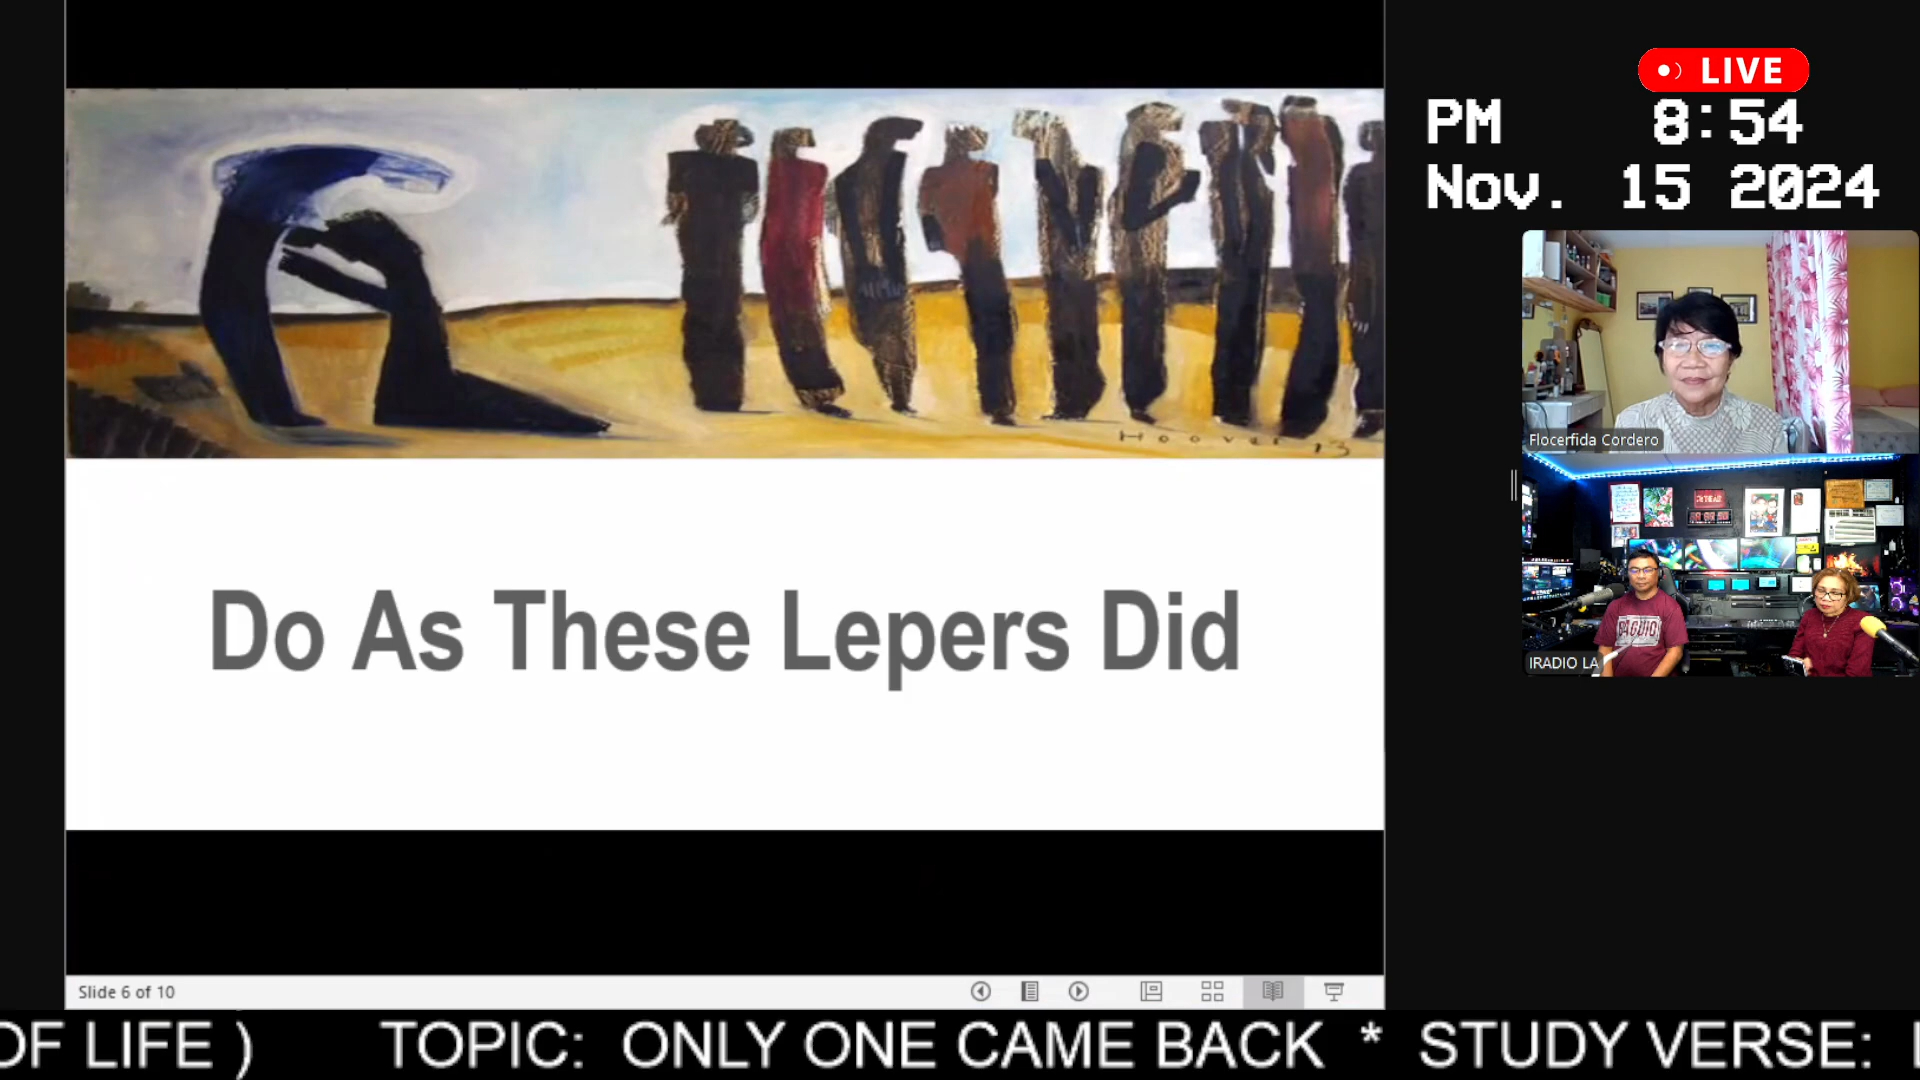 LIVE
PM 8:54
Nov. 15 2024
Hoover 13
Flocerfida Cordero
BAGUIO
IRADIO LA
Do As These Lepers Did
Slide 6 of 10
OF LIFE ) TOPIC: ONLY ONE CAME BACK * STUDY VERSE: